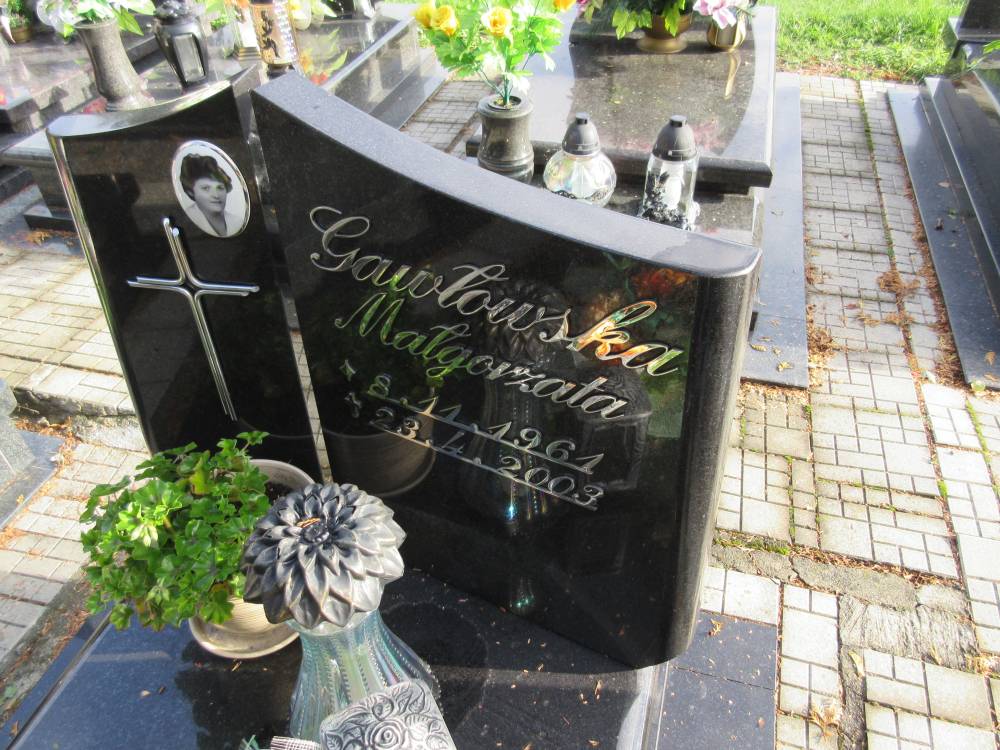 Gawłowska
Małgorzata
* 8.11.1961
† 23.4.2003